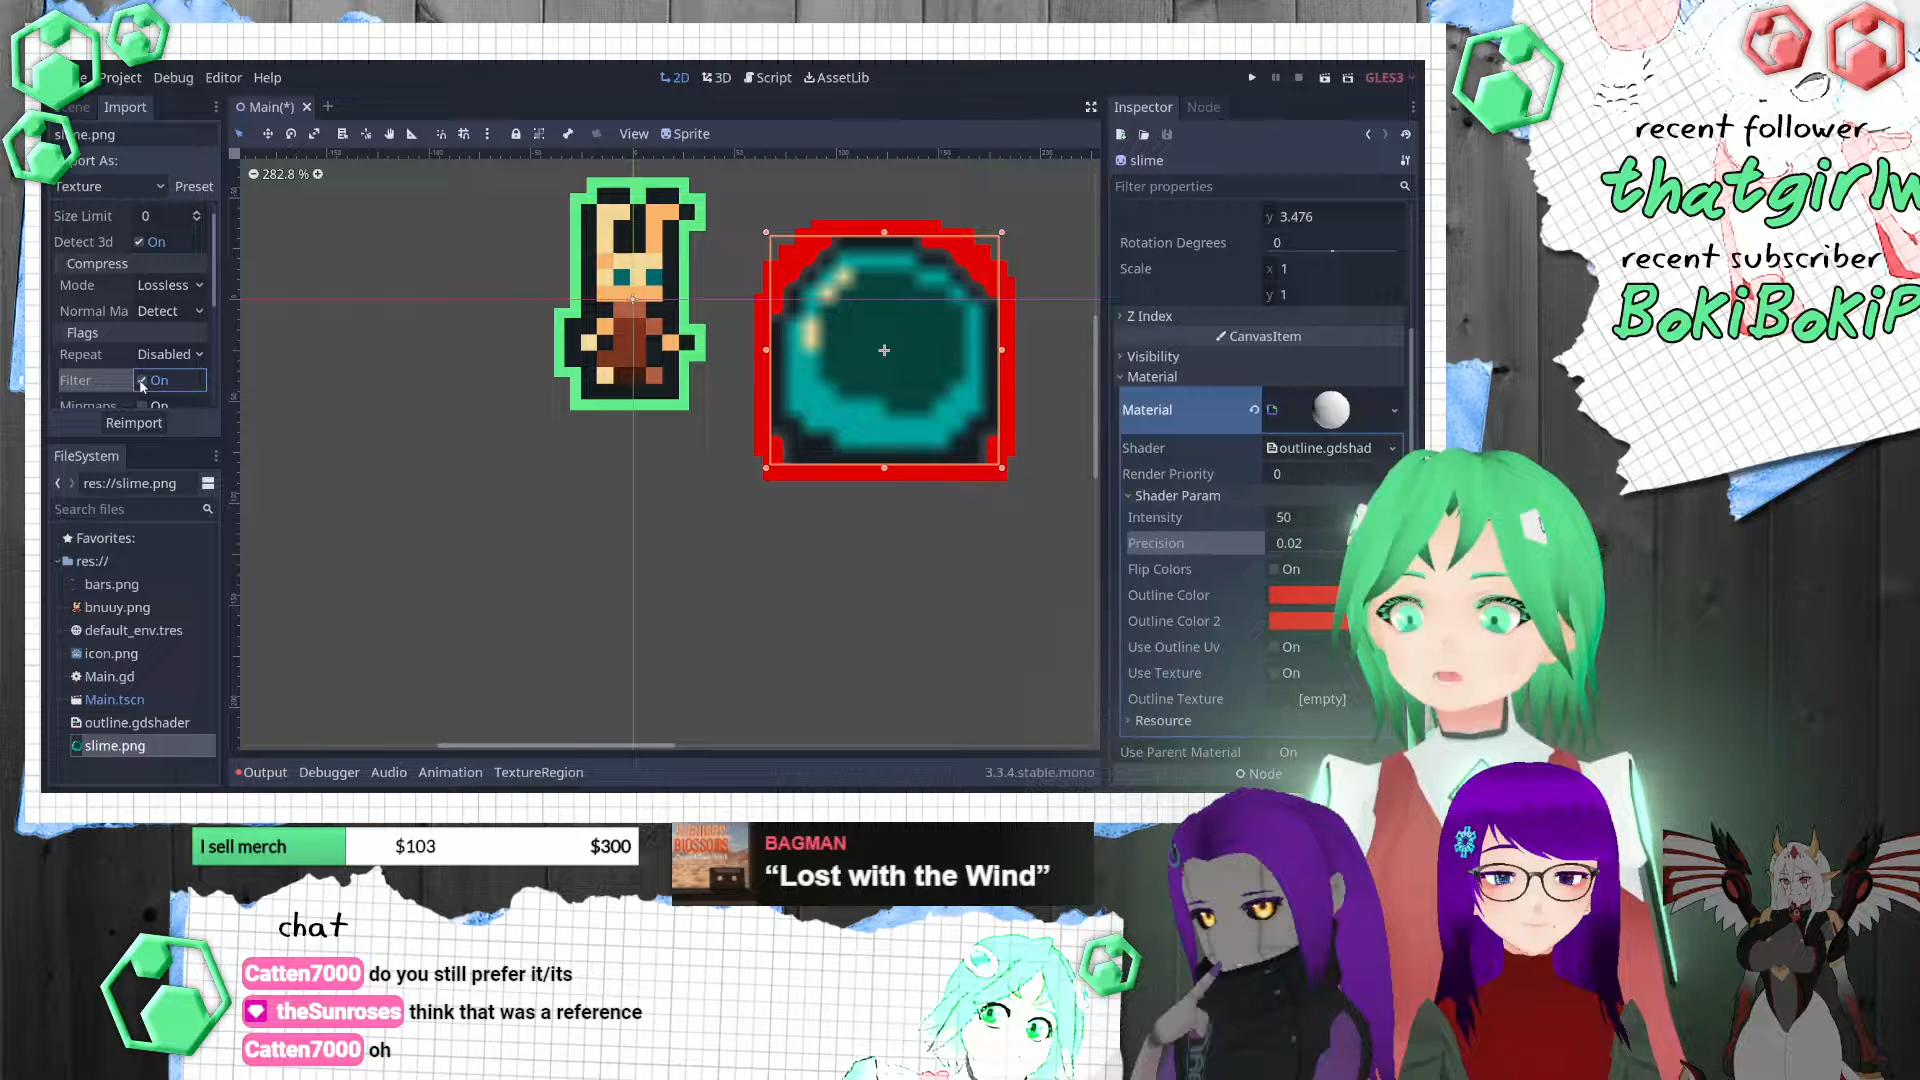 Project Debug Editor Help
2D 3D Script AssetLib
GLES3
Scene Import
Main(*)
Inspector Node
slime.png
View Sprite
Import As:
Texture Preset
282.8 %
slime
Filter properties
Size Limit 0
Detect 3d On
Compress
Mode Lossless
Normal Ma Detect
Flags
Repeat Disabled
Filter On
Mipmaps On
Reimport
y 3.476
Rotation Degrees 0
Scale x 1
y 1
Z Index
CanvasItem
Visibility
Material
Material
Shader outline.gdshad
Render Priority 0
Shader Param
Intensity 50
Precision 0.02
Flip Colors On
Outline Color
Outline Color 2
Use Outline Uv On
Use Texture On
Outline Texture [empty]
Resource
Use Parent Material On
Node
FileSystem
res://slime.png
Search files
Favorites:
res://
bars.png
bnuuy.png
default_env.tres
icon.png
Main.gd
Main.tscn
outline.gdshader
slime.png
Output Debugger Audio Animation TextureRegion
3.3.4.stable.mono
recent follower
thatgirlw
recent subscriber
BokiBokiP
I sell merch $103 $300
BAGMAN
“Lost with the Wind”
chat
Catten7000 do you still prefer it/its
theSunroses think that was a reference
Catten7000 oh